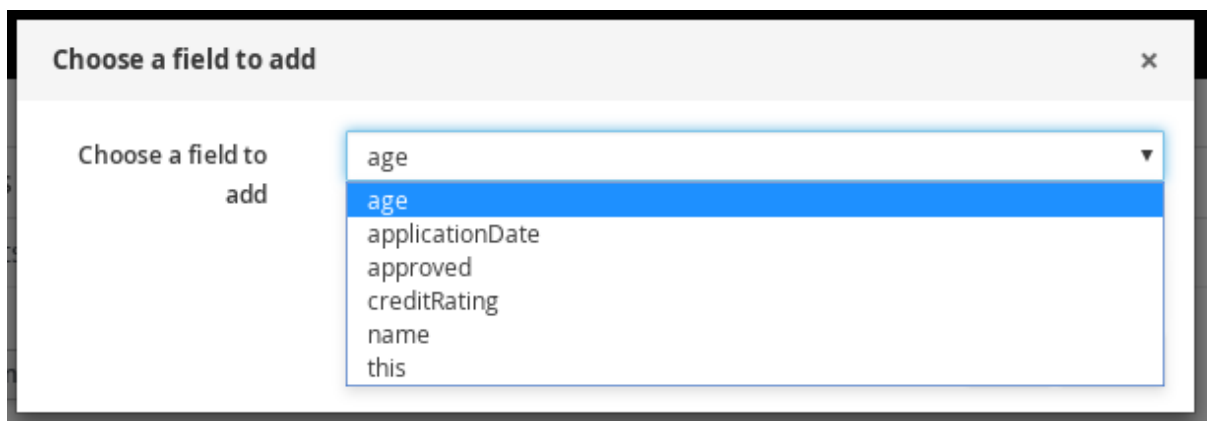 Choose a field to add ×
Choose a field to
add
age
age
applicationDate
approved
creditRating
name
this